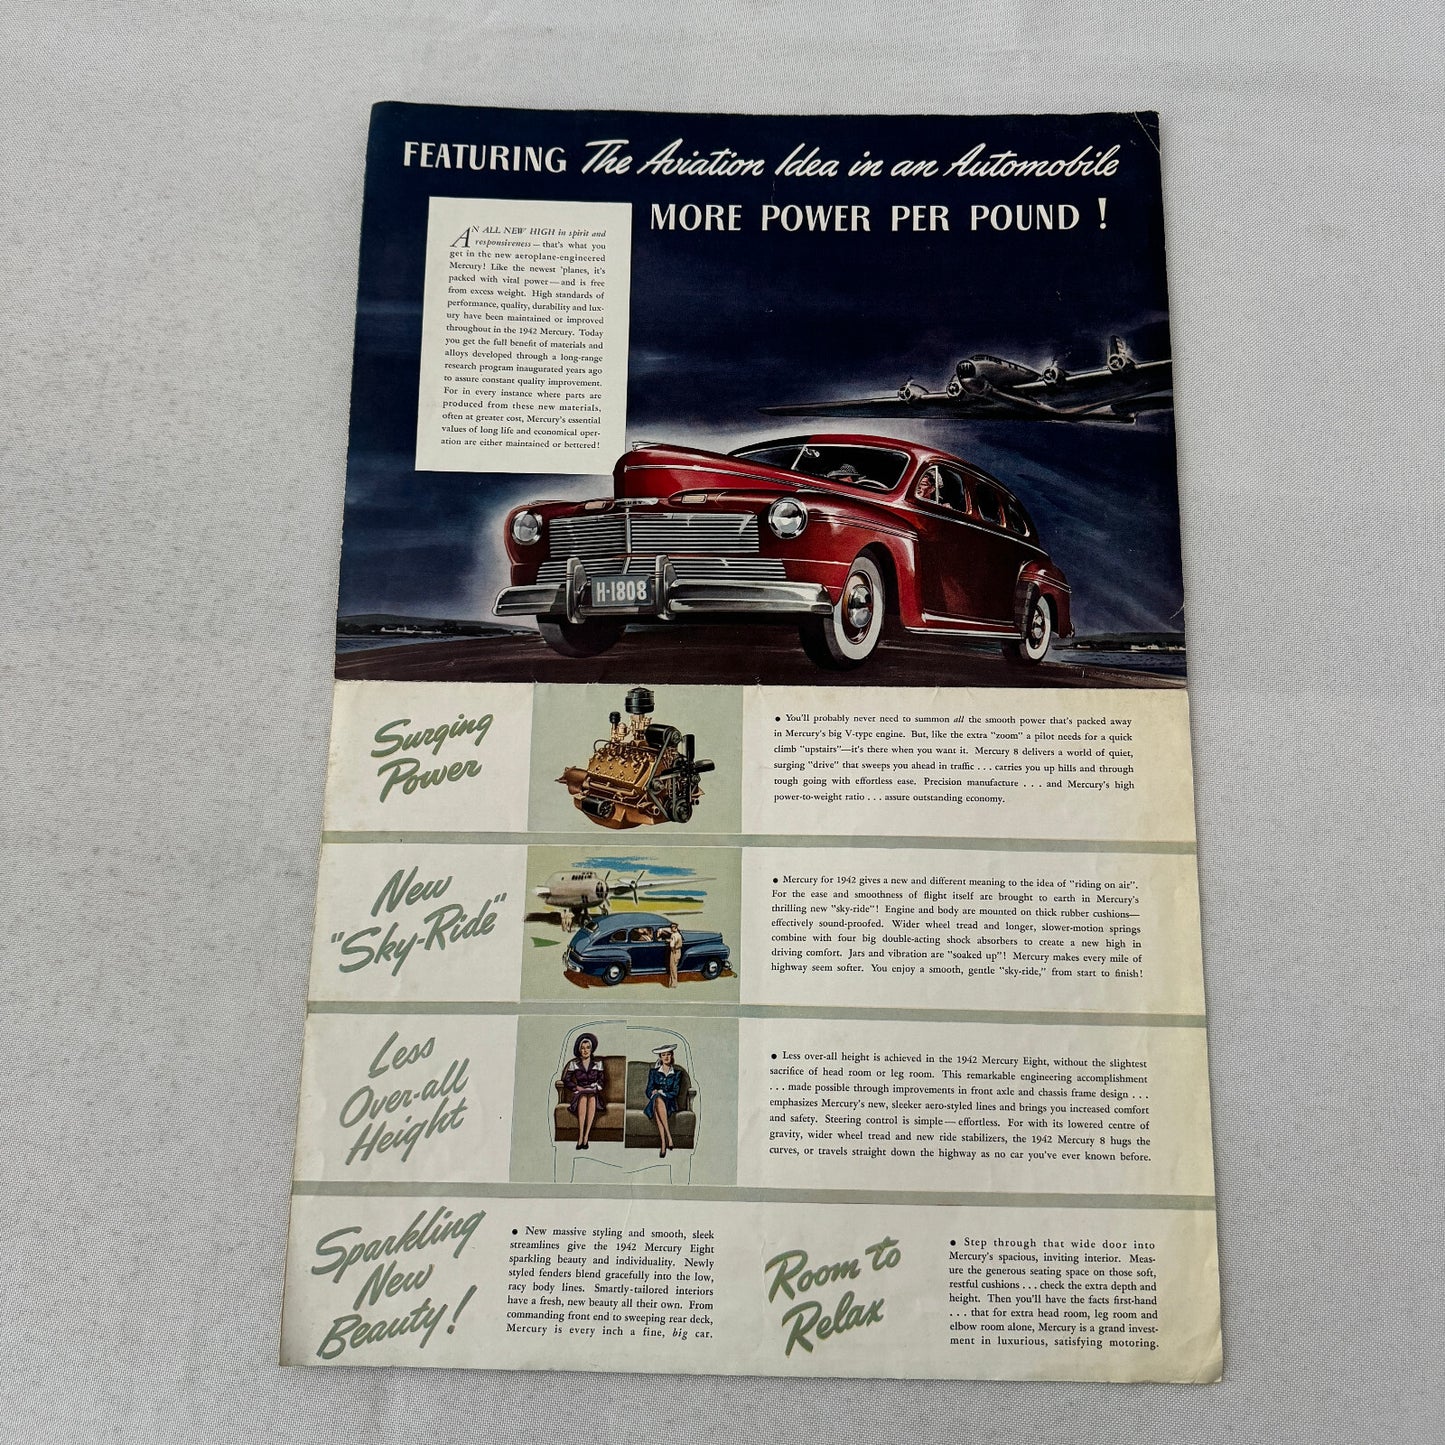 FEATURING The Aviation Idea in an Automobile
MORE POWER PER POUND !
AN ALL NEW HIGH in spirit and
responsiveness — that's what you
get in the new aeroplane-engineered
Mercury! Like the newest 'planes, it's
packed with vital power — and is free
from excess weight. High standards of
performance, quality, durability and lux-
ury have been maintained or improved
throughout in the 1942 Mercury. Today
you get the full benefit of materials and
alloys developed through a long-range
research program inaugurated years ago
to assure constant quality improvement.
For in every instance where parts are
produced from these new materials,
often at greater cost, Mercury's essential
values of long life and economical oper-
ation are either maintained or bettered!
H-1808
Surging
Power
• You'll probably never need to summon all the smooth power that's packed away
in Mercury's big V-type engine. But, like the extra "zoom" a pilot needs for a quick
climb "upstairs"—it's there when you want it. Mercury 8 delivers a world of quiet,
surging "drive" that sweeps you ahead in traffic . . . carries you up hills and through
tough going with effortless ease. Precision manufacture . . . and Mercury's high
power-to-weight ratio . . . assure outstanding economy.
New
"Sky-Ride"
• Mercury for 1942 gives a new and different meaning to the idea of "riding on air".
For the ease and smoothness of flight itself are brought to earth in Mercury's
thrilling new "sky-ride"! Engine and body are mounted on thick rubber cushions—
effectively sound-proofed. Wider wheel tread and longer, slower-motion springs
combine with four big double-acting shock absorbers to create a new high in
driving comfort. Jars and vibration are "soaked up"! Mercury makes every mile of
highway seem softer. You enjoy a smooth, gentle "sky-ride," from start to finish!
Less
Over-all
Height
• Less over-all height is achieved in the 1942 Mercury Eight, without the slightest
sacrifice of head room or leg room. This remarkable engineering accomplishment
. . . made possible through improvements in front axle and chassis frame design . . .
emphasizes Mercury's new, sleeker aero-styled lines and brings you increased comfort
and safety. Steering control is simple — effortless. For with its lowered centre of
gravity, wider wheel tread and new ride stabilizers, the 1942 Mercury 8 hugs the
curves, or travels straight down the highway as no car you've ever known before.
Sparkling
New
Beauty!
• New massive styling and smooth, sleek
streamlines give the 1942 Mercury Eight
sparkling beauty and individuality. Newly
styled fenders blend gracefully into the low,
racy body lines. Smartly-tailored interiors
have a fresh, new beauty all their own. From
commanding front end to sweeping rear deck,
Mercury is every inch a fine, big car.
Room to
Relax
• Step through that wide door into
Mercury's spacious, inviting interior. Meas-
ure the generous seating space on those soft,
restful cushions . . . check the extra depth and
height. Then you'll have the facts first-hand
. . . that for extra head room, leg room and
elbow room alone, Mercury is a grand invest-
ment in luxurious, satisfying motoring.